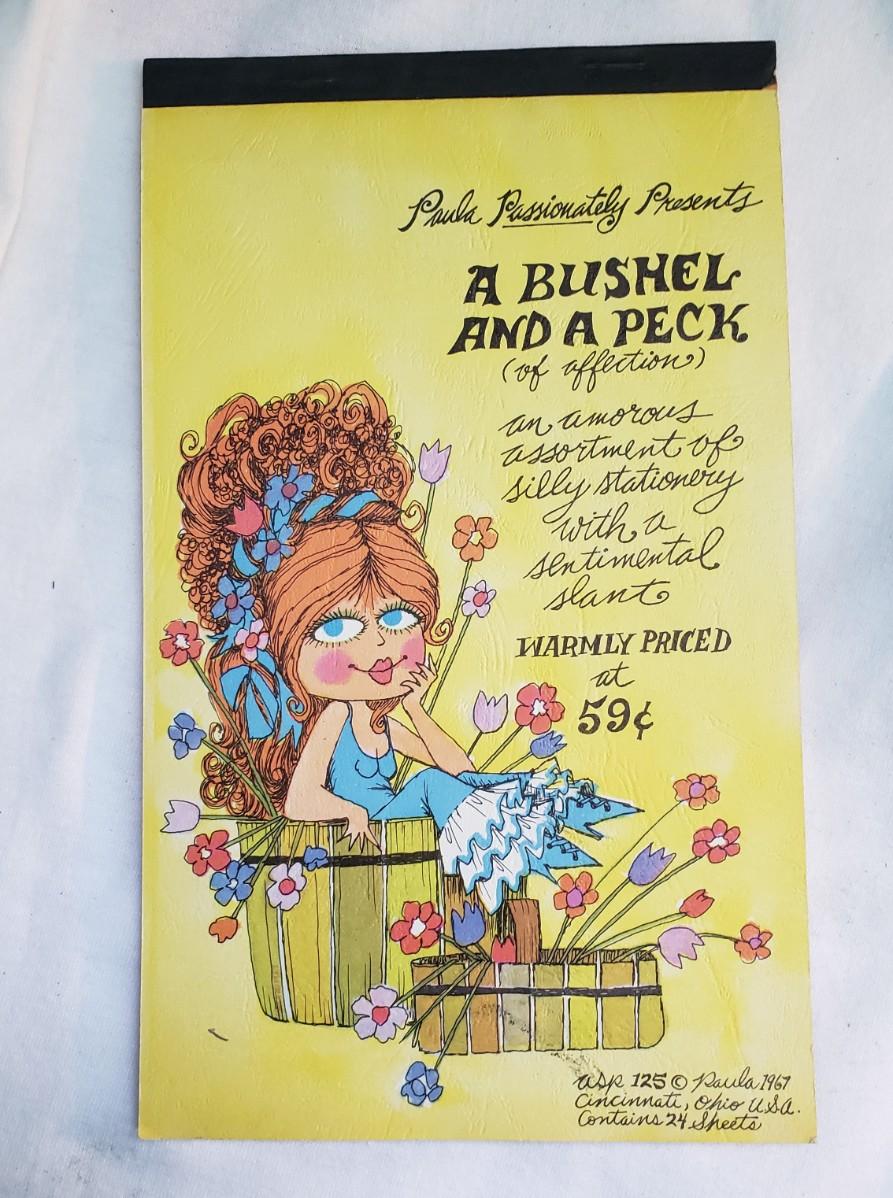 Paula Passionately Presents
A BUSHEL
AND A PECK
(of affection)
an amorous
assortment of
silly stationery
with a
sentimental
slant
WARMLY PRICED
at
59¢
ASP 125 © Paula 1967
Cincinnati, Ohio U.S.A.
Contains 24 Sheets